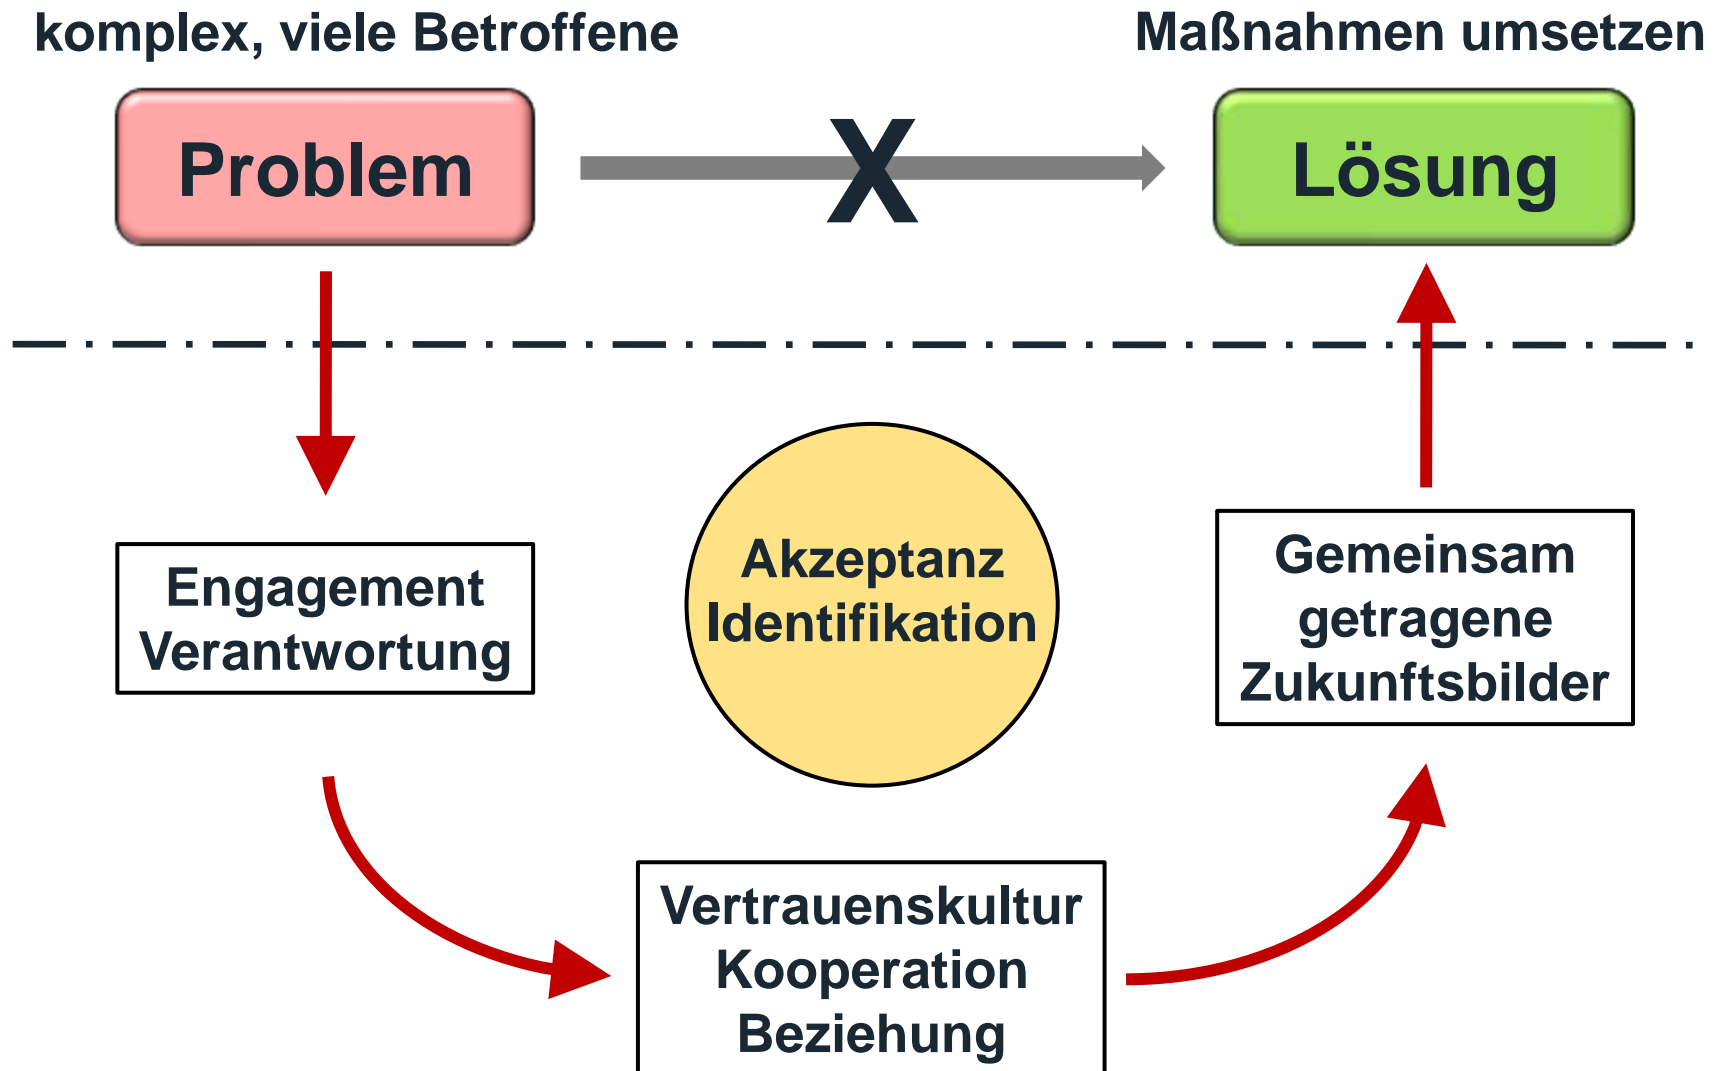 komplex, viele Betroffene
Maßnahmen umsetzen
Problem
X
Lösung
Engagement
Verantwortung
Akzeptanz
Identifikation
Gemeinsam
getragene
Zukunftsbilder
Vertrauenskultur
Kooperation
Beziehung